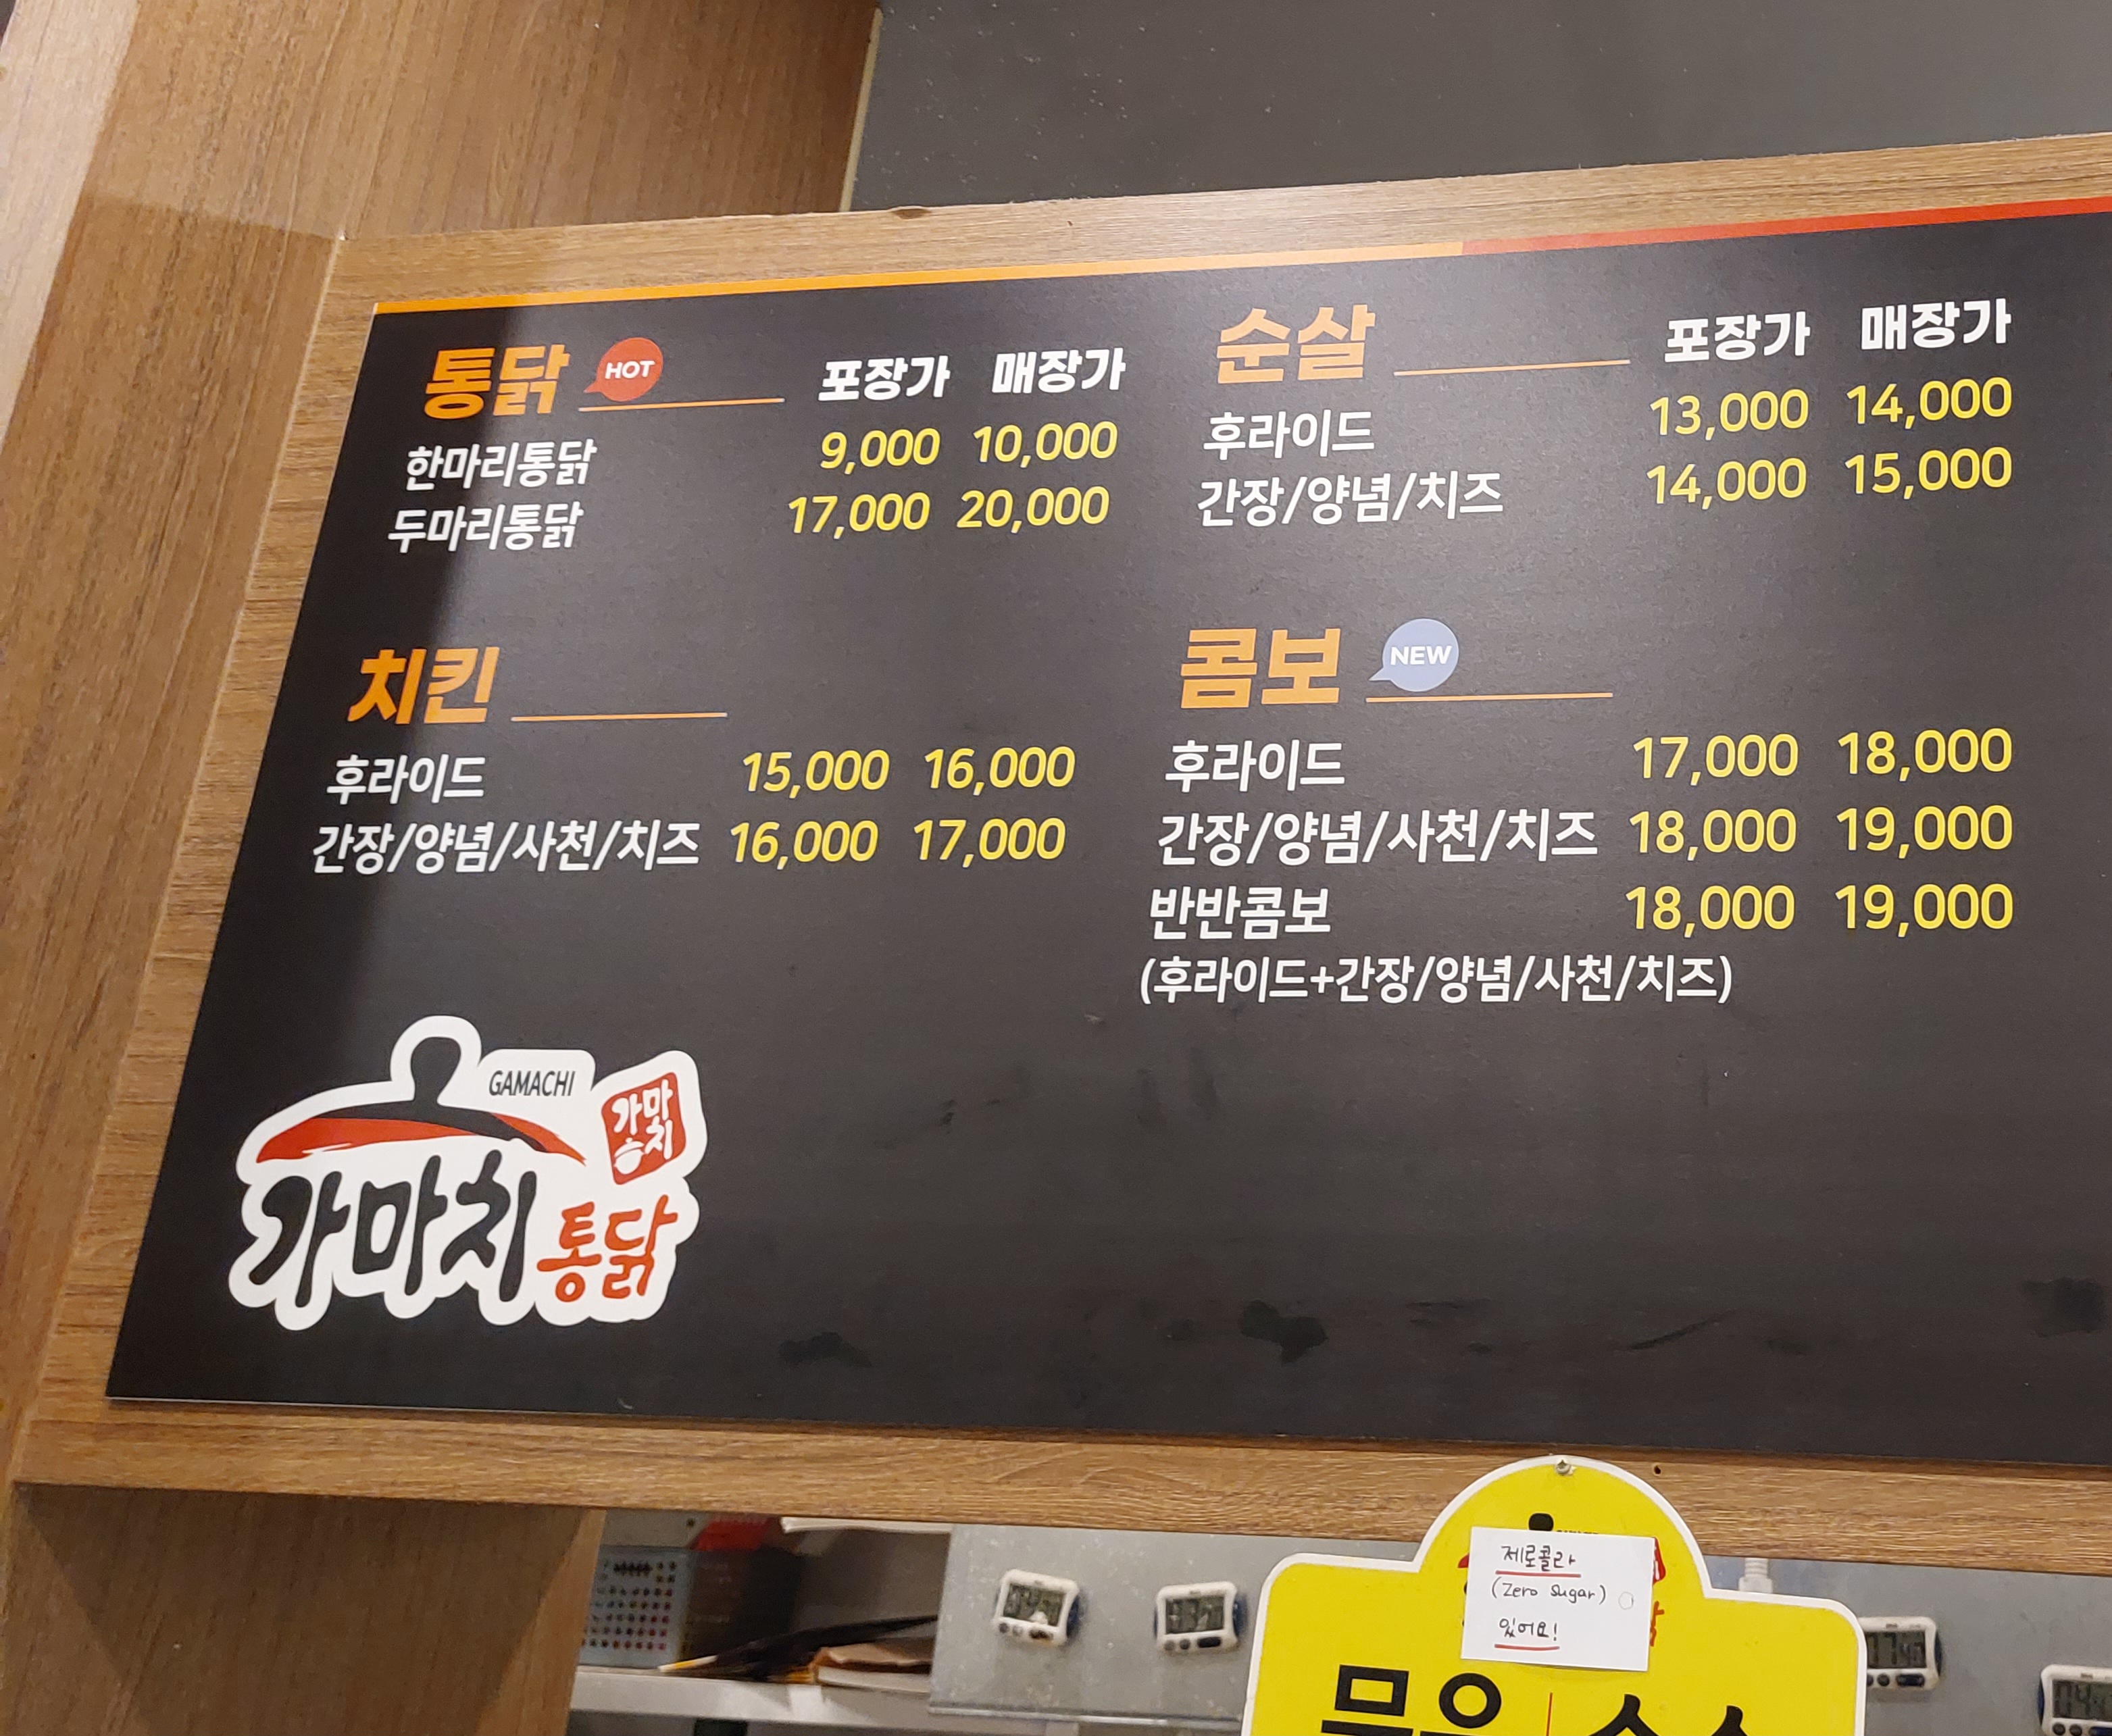 통닭 HOT 포장가 매장가
한마리통닭 9,000 10,000
두마리통닭 17,000 20,000
치킨
후라이드 15,000 16,000
간장/양념/사천/치즈 16,000 17,000
순살 포장가 매장가
후라이드 13,000 14,000
간장/양념/치즈 14,000 15,000
콤보 NEW
후라이드 17,000 18,000
간장/양념/사천/치즈 18,000 19,000
반반콤보 18,000 19,000
(후라이드+간장/양념/사천/치즈)
GAMACHI
가마치
가마치통닭
제로콜라
(Zero Sugar)
있어요!